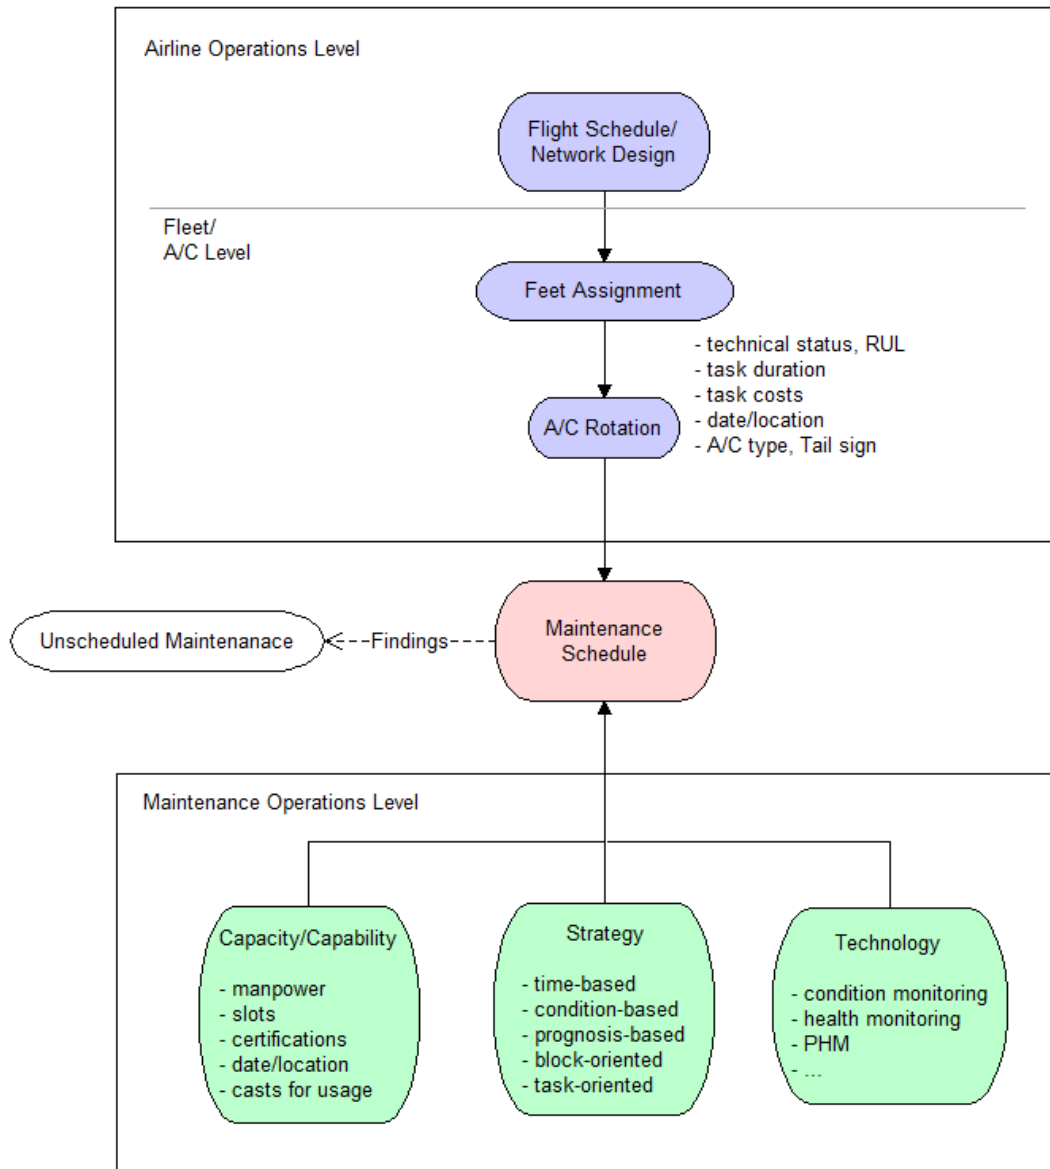 Airline Operations Level
Flight Schedule/
Network Design
Fleet/
A/C Level
Feet Assignment
- technical status, RUL
- task duration
- task costs
- date/location
- A/C type, Tail sign
A/C Rotation
Maintenance
Schedule
Findings
Unscheduled Maintenanace
Maintenance Operations Level
Capacity/Capability
- manpower
- slots
- certifications
- date/location
- casts for usage
Strategy
- time-based
- condition-based
- prognosis-based
- block-oriented
- task-oriented
Technology
- condition monitoring
- health monitoring
- PHM
- ...